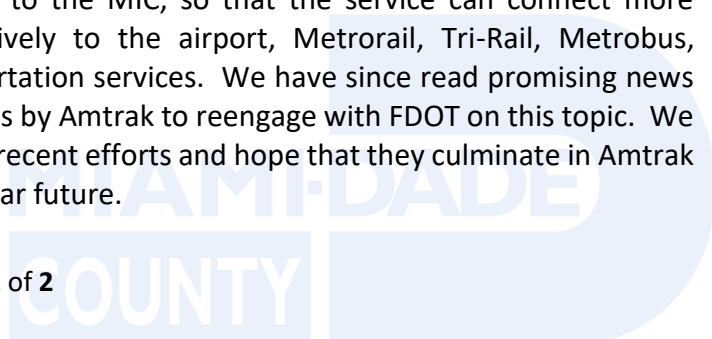 to the MIC, so that the service can connect more
ively to the airport, Metrorail, Tri-Rail, Metrobus,
rtation services. We have since read promising news
s by Amtrak to reengage with FDOT on this topic. We
recent efforts and hope that they culminate in Amtrak
ar future.
MIAMI-DADE
of 2
COUNTY